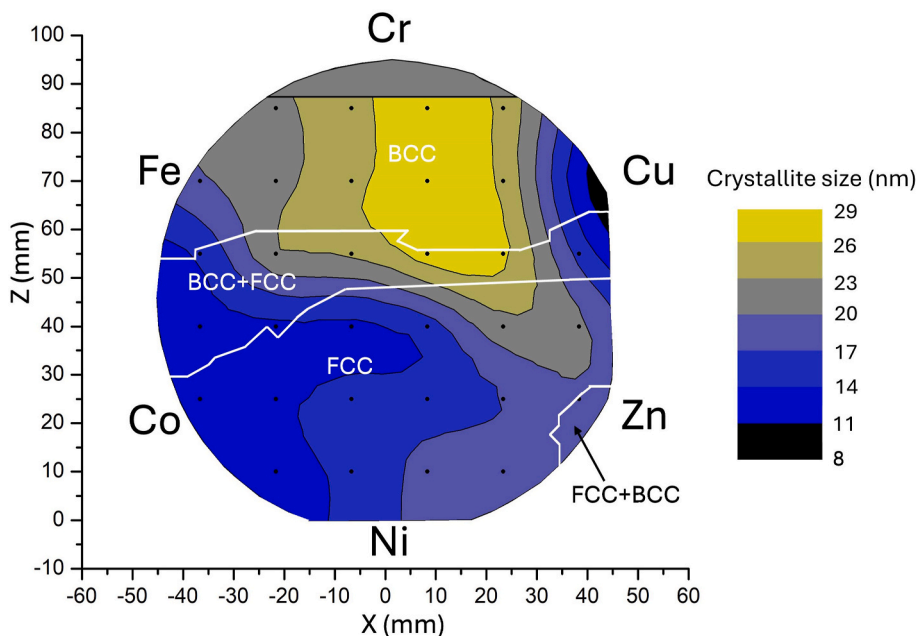 Cr
100
90
80
70
60
50
40
30
20
10
0
-10
Z (mm)
Fe
Cu
BCC
BCC+FCC
FCC
Co
Zn
FCC+BCC
Ni
-60 -50 -40 -30 -20 -10 0 10 20 30 40 50 60
X (mm)
Crystallite size (nm)
29
26
23
20
17
14
11
8